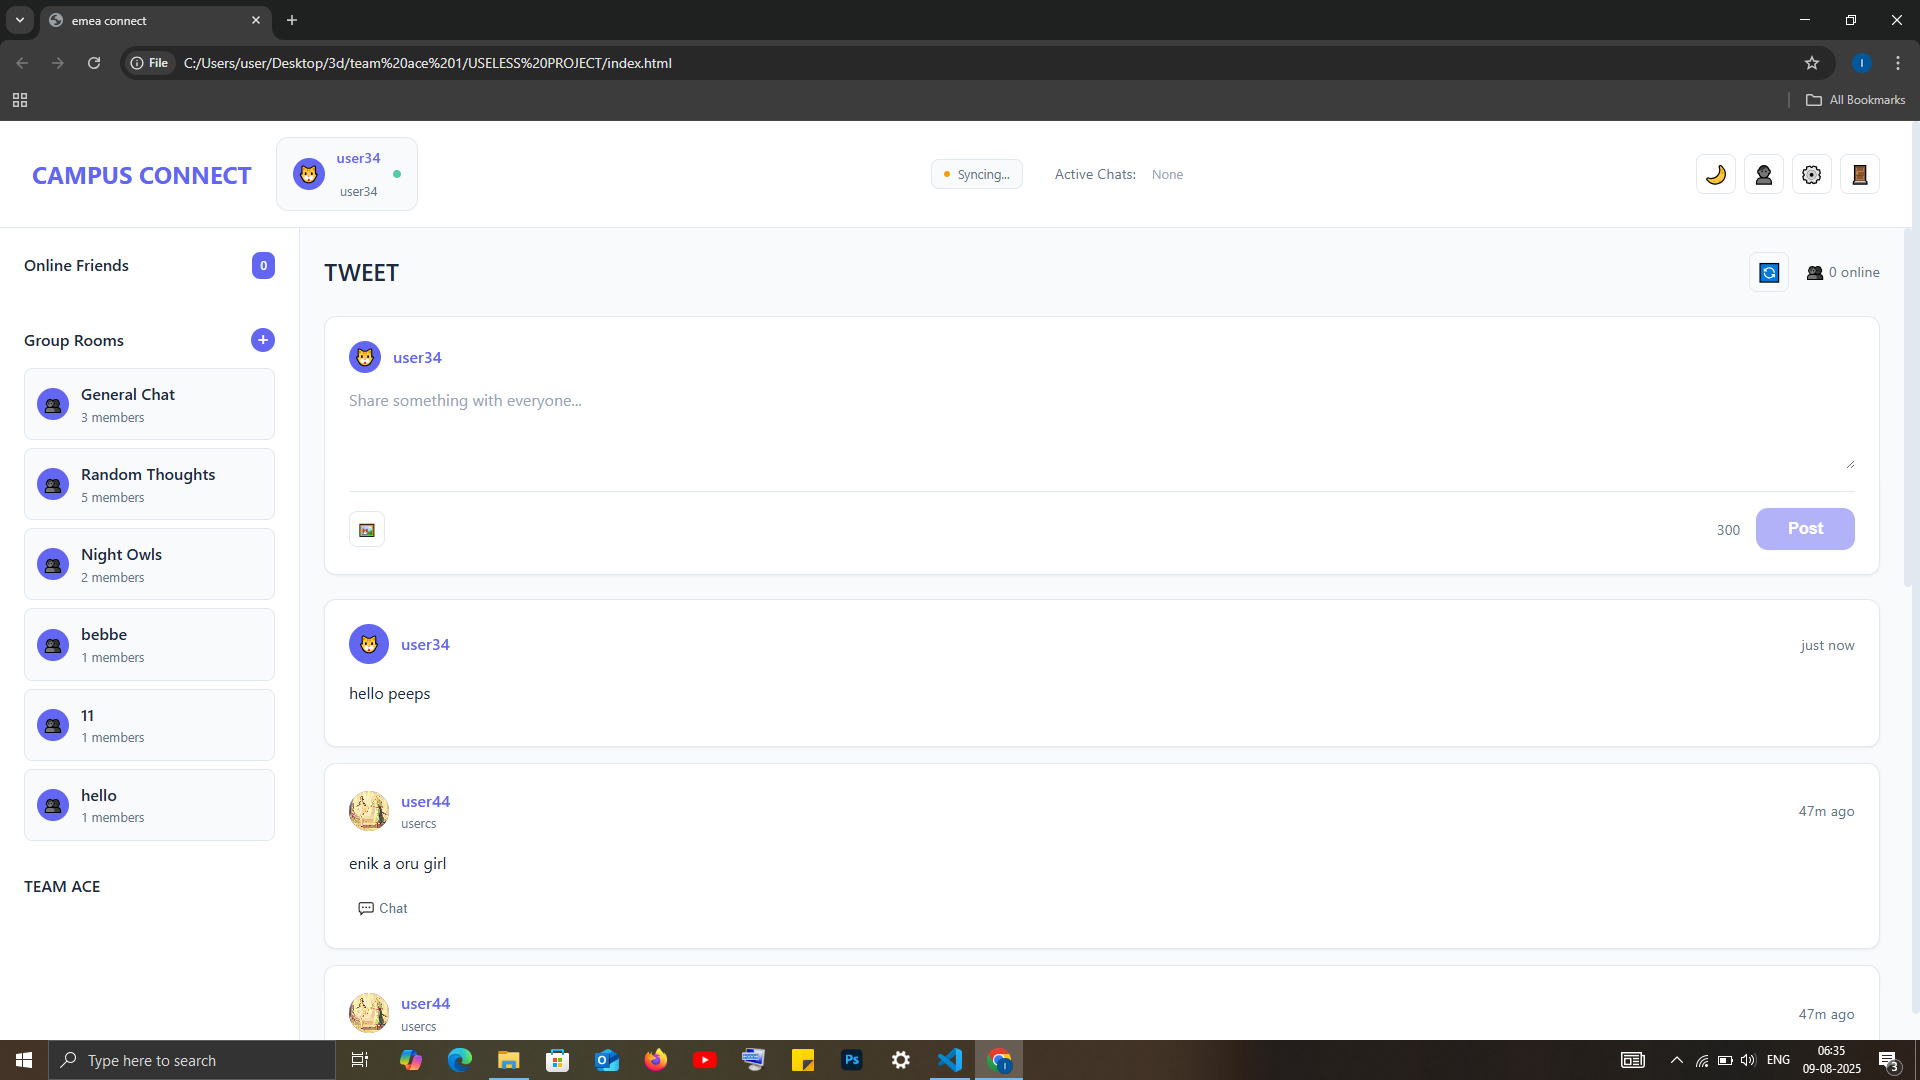 emea connect
File
C:/Users/user/Desktop/3d/team%20ace%201/USELESS%20PROJECT/index.html
I
All Bookmarks
CAMPUS CONNECT
user34
user34
Syncing...
Active Chats: None
Online Friends
0
Group Rooms
+
General Chat
3 members
Random Thoughts
5 members
Night Owls
2 members
bebbe
1 members
11
1 members
hello
1 members
TEAM ACE
TWEET
0 online
user34
Share something with everyone...
300
Post
user34
just now
hello peeps
user44
usercs
47m ago
enik a oru girl
Chat
user44
usercs
47m ago
Type here to search
Ps
ENG
06:35
09-08-2025
3